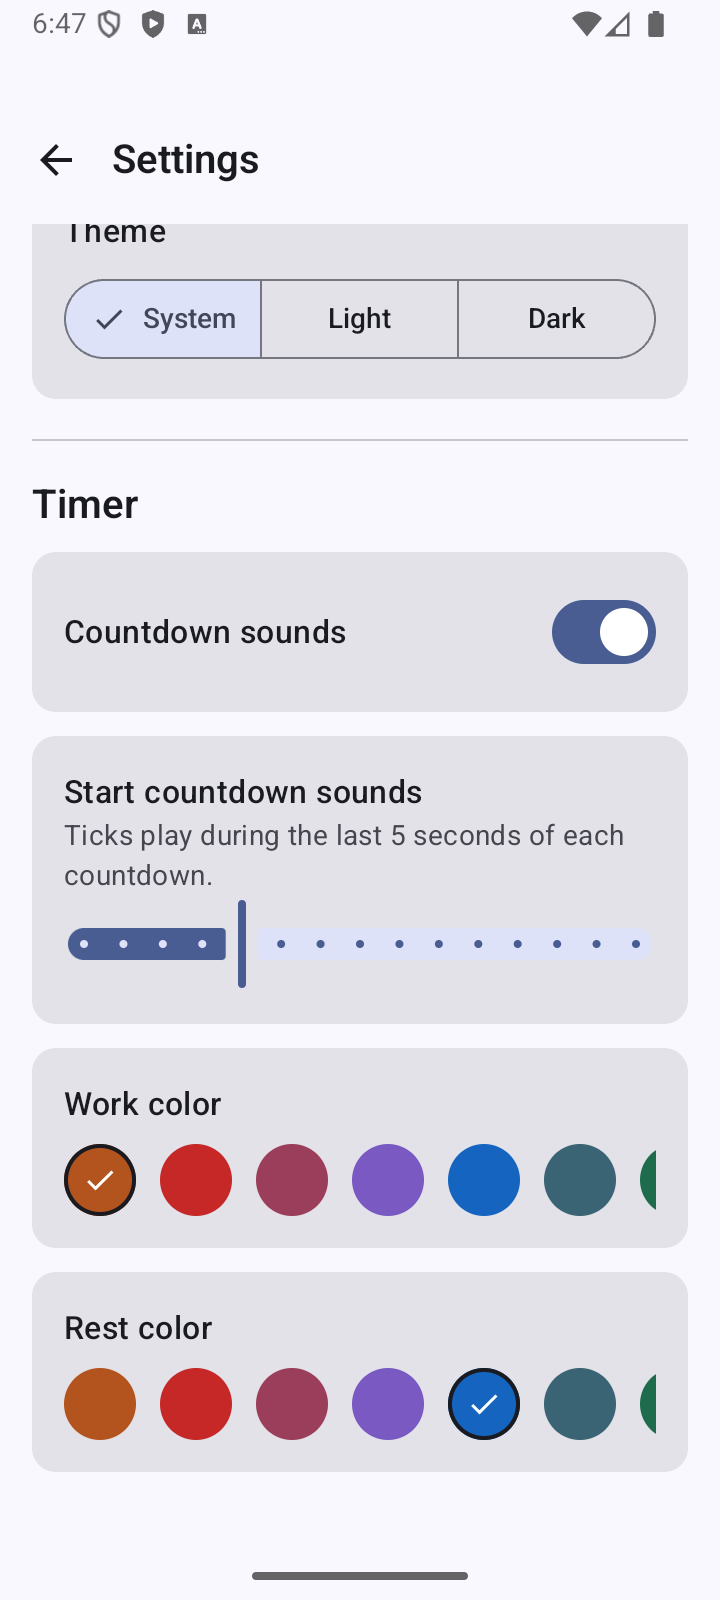 6:47
Settings
Theme
System
Light
Dark
Timer
Countdown sounds
Start countdown sounds
Ticks play during the last 5 seconds of each
countdown.
Work color
Rest color